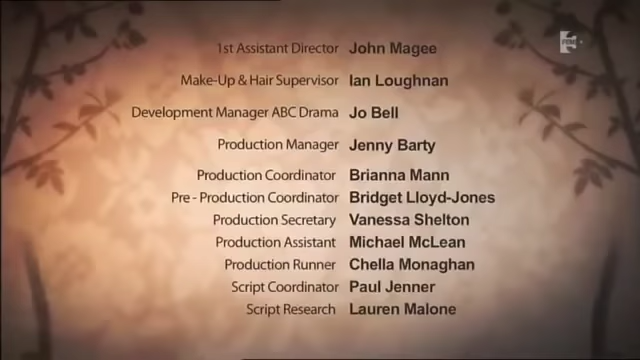 1st Assistant Director John Magee
Make-Up & Hair Supervisor Ian Loughnan
Development Manager ABC Drama Jo Bell
Production Manager Jenny Barty
Production Coordinator Brianna Mann
Pre - Production Coordinator Bridget Lloyd-Jones
Production Secretary Vanessa Shelton
Production Assistant Michael McLean
Production Runner Chella Monaghan
Script Coordinator Paul Jenner
Script Research Lauren Malone